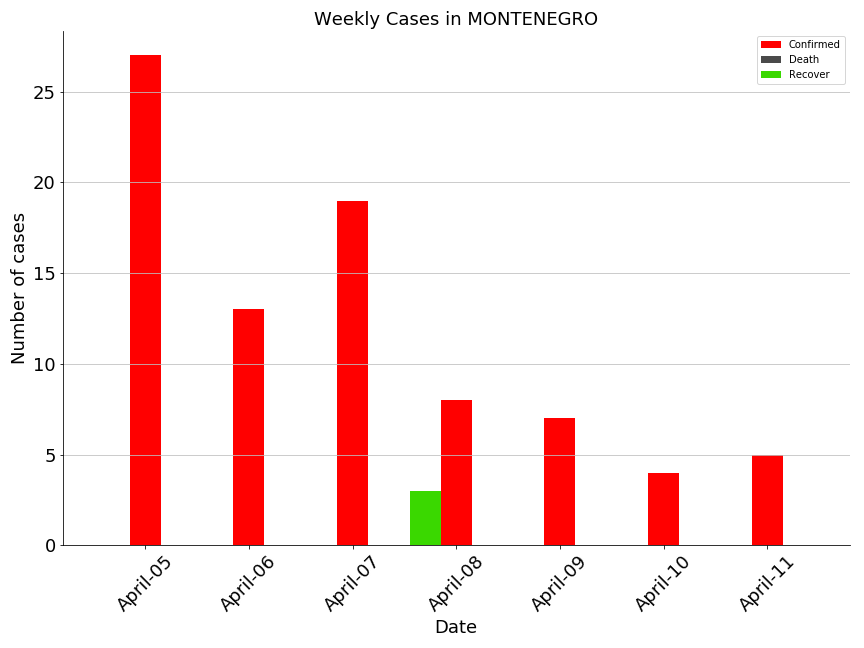 Weekly Cases in MONTENEGRO
Confirmed
Death
Recover
Number of cases
25
20
15
10
5
0
April-05
April-06
April-07
April-08
April-09
April-10
April-11
Date